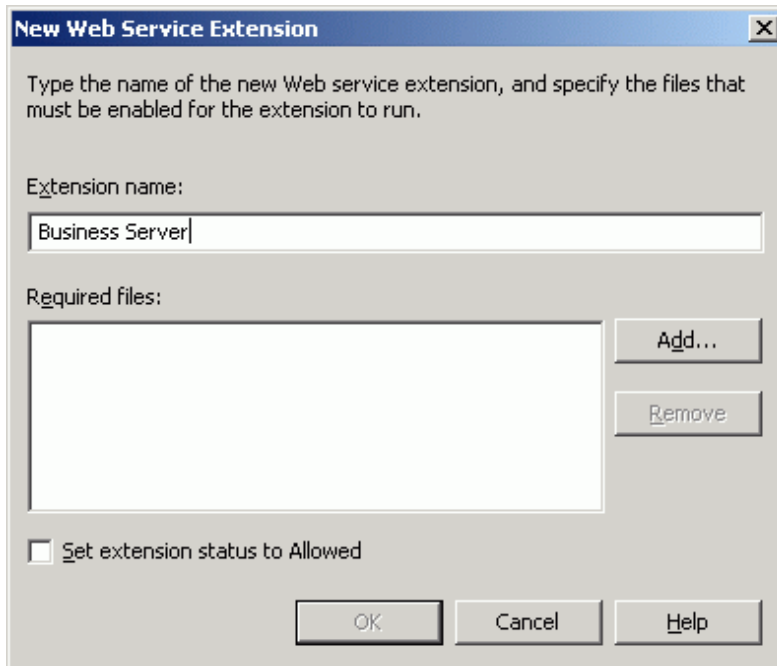 New Web Service Extension
Type the name of the new Web service extension, and specify the files that
must be enabled for the extension to run.
Extension name:
Business Server
Required files:
Add...
Remove
Set extension status to Allowed
OK
Cancel
Help